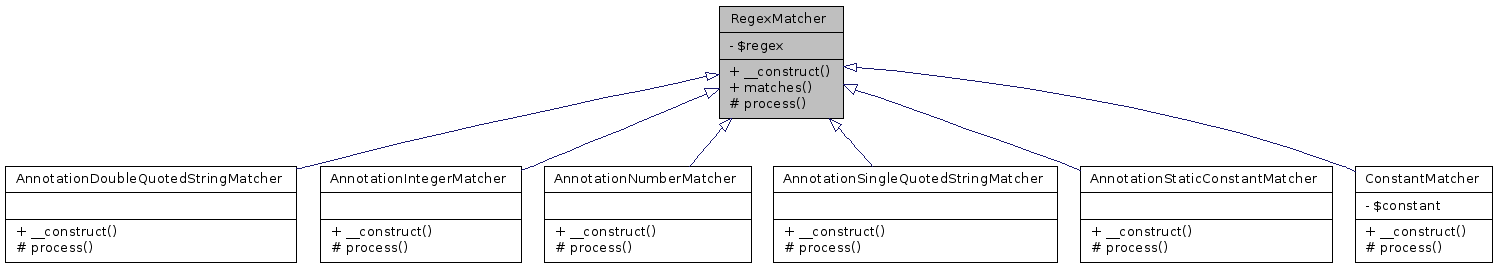 RegexMatcher
- $regex
+ __construct()
+ matches()
# process()
AnnotationDoubleQuotedStringMatcher
+ __construct()
# process()
AnnotationIntegerMatcher
+ __construct()
# process()
AnnotationNumberMatcher
+ __construct()
# process()
AnnotationSingleQuotedStringMatcher
+ __construct()
# process()
AnnotationStaticConstantMatcher
+ __construct()
# process()
ConstantMatcher
- $constant
+ __construct()
# process()